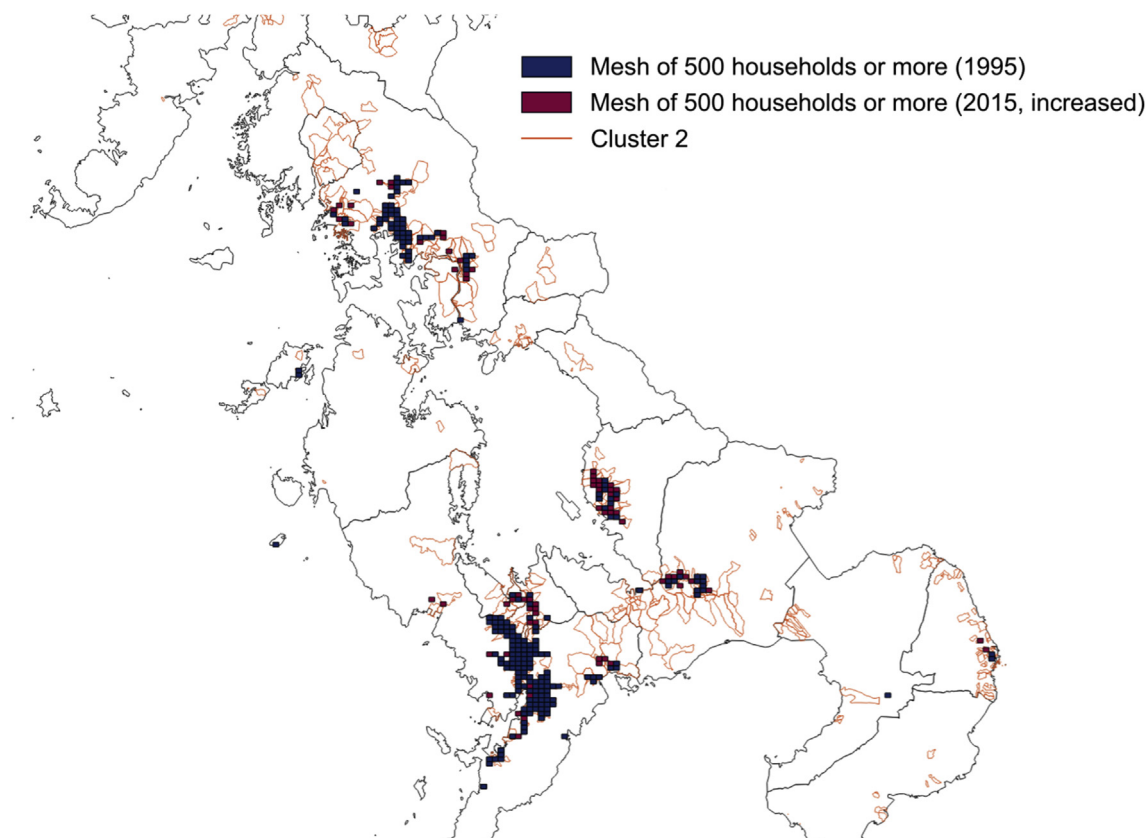 Mesh of 500 households or more (1995)
Mesh of 500 households or more (2015, increased)
Cluster 2